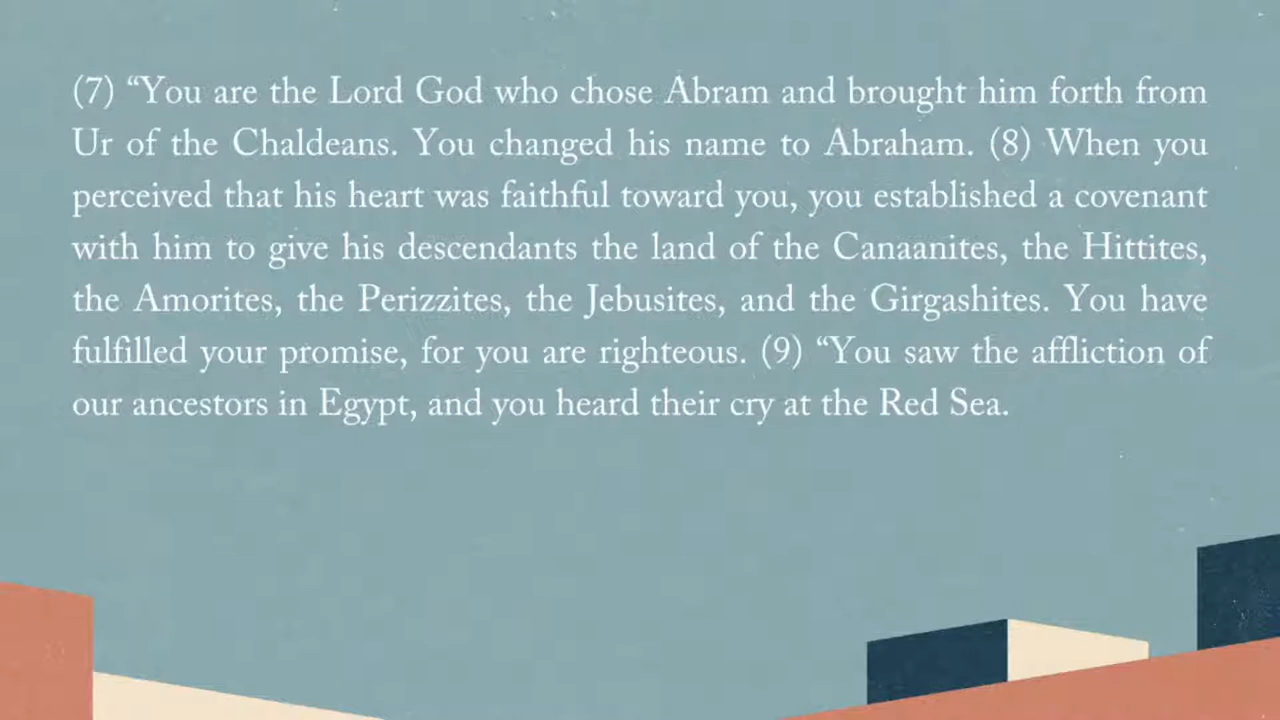 (7) “You are the Lord God who chose Abram and brought him forth from
Ur of the Chaldeans. You changed his name to Abraham. (8) When you
perceived that his heart was faithful toward you, you established a covenant
with him to give his descendants the land of the Canaanites, the Hittites,
the Amorites, the Perizzites, the Jebusites, and the Girgashites. You have
fulfilled your promise, for you are righteous. (9) “You saw the affliction of
our ancestors in Egypt, and you heard their cry at the Red Sea.